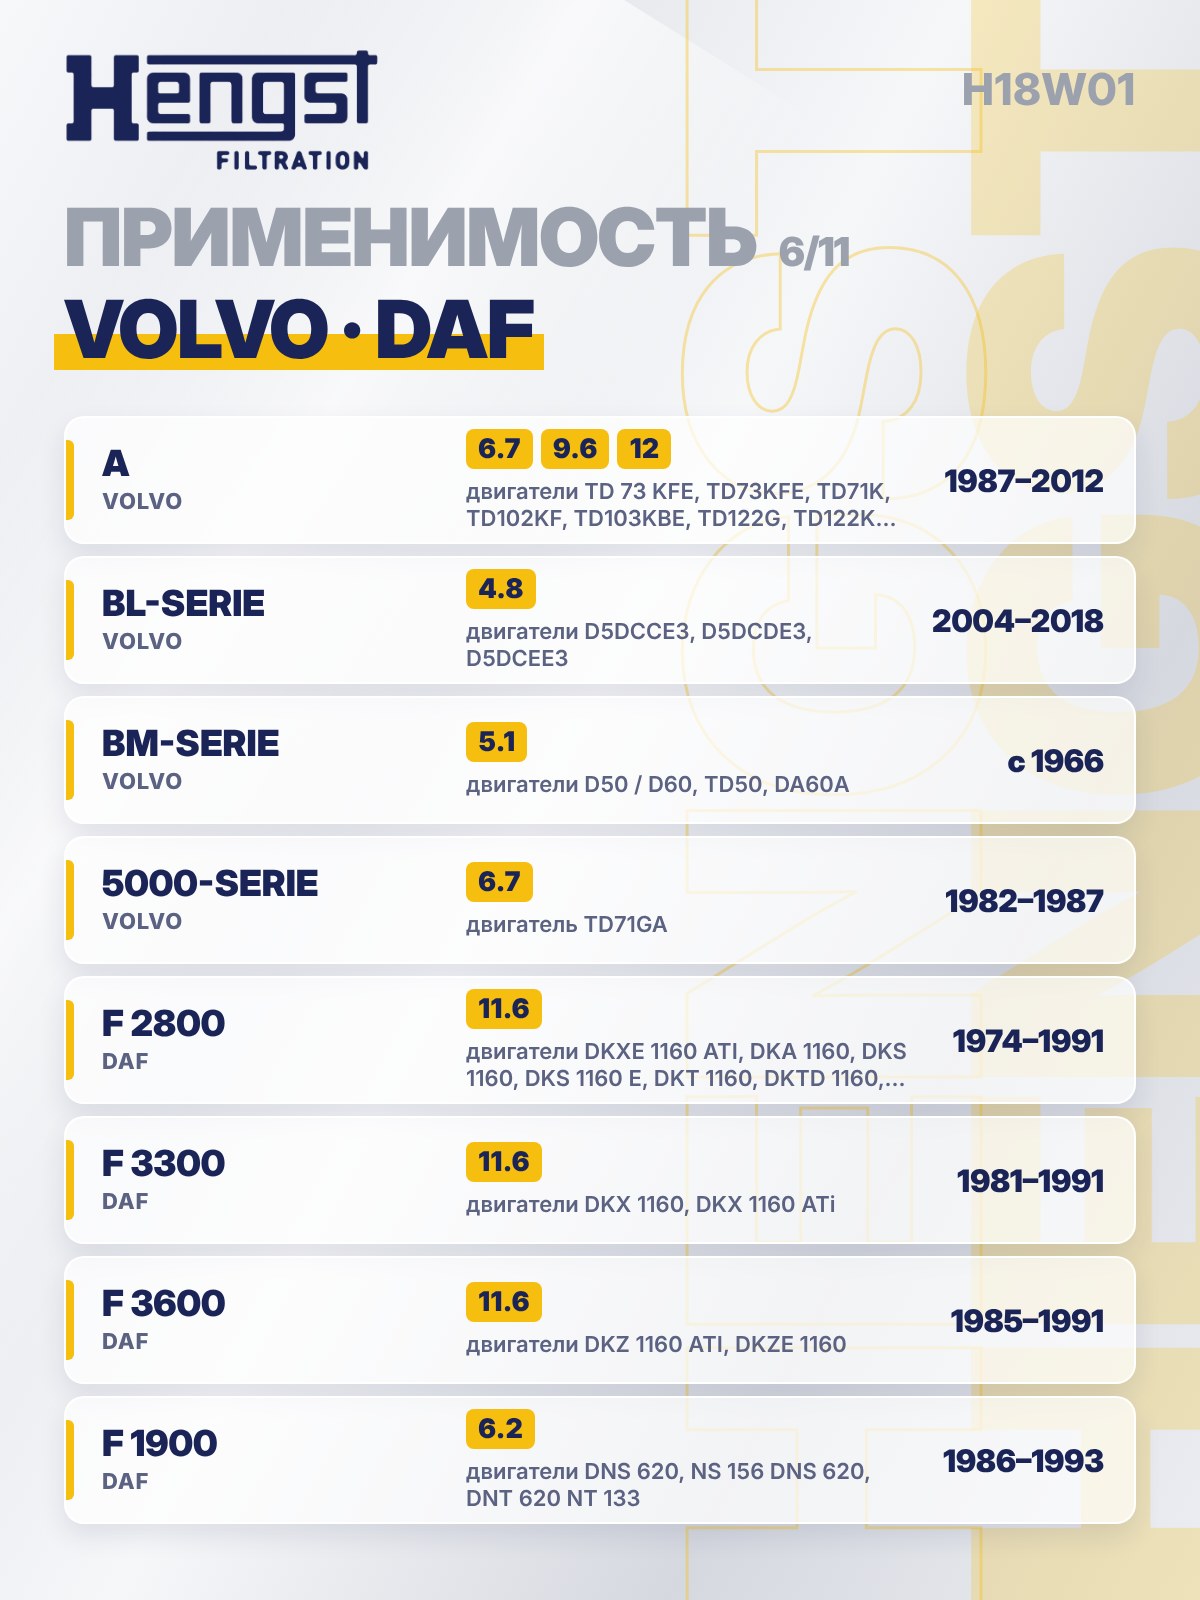 Hengst
FILTRATION
H18W01
ПРИМЕНИМОСТЬ 6/11
VOLVO · DAF
A
VOLVO
6.7 9.6 12
двигатели TD 73 KFE, TD73KFE, TD71K,
TD102KF, TD103KBE, TD122G, TD122K...
1987–2012
BL-SERIE
VOLVO
4.8
двигатели D5DCCE3, D5DCDE3,
D5DCEE3
2004–2018
BM-SERIE
VOLVO
5.1
двигатели D50 / D60, TD50, DA60A
с 1966
5000-SERIE
VOLVO
6.7
двигатель TD71GA
1982–1987
F 2800
DAF
11.6
двигатели DKXE 1160 ATI, DKA 1160, DKS
1160, DKS 1160 E, DKT 1160, DKTD 1160,...
1974–1991
F 3300
DAF
11.6
двигатели DKX 1160, DKX 1160 ATi
1981–1991
F 3600
DAF
11.6
двигатели DKZ 1160 ATI, DKZE 1160
1985–1991
F 1900
DAF
6.2
двигатели DNS 620, NS 156 DNS 620,
DNT 620 NT 133
1986–1993
HENGST
HENGST